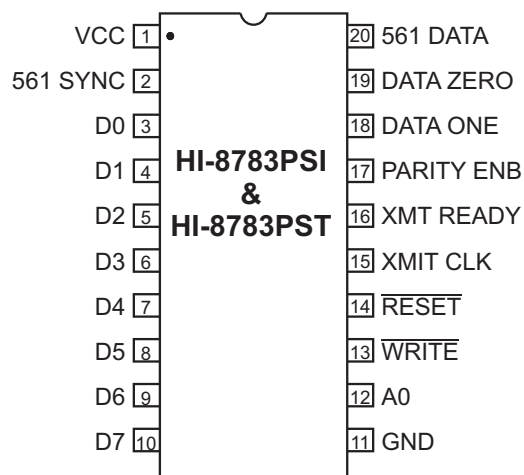 VCC 1 20 561 DATA
561 SYNC 2 19 DATA ZERO
D0 3 18 DATA ONE
D1 4 HI-8783PSI 17 PARITY ENB
&
D2 5 HI-8783PST 16 XMT READY
D3 6 15 XMIT CLK
D4 7 14 RESET
D5 8 13 WRITE
D6 9 12 A0
D7 10 11 GND